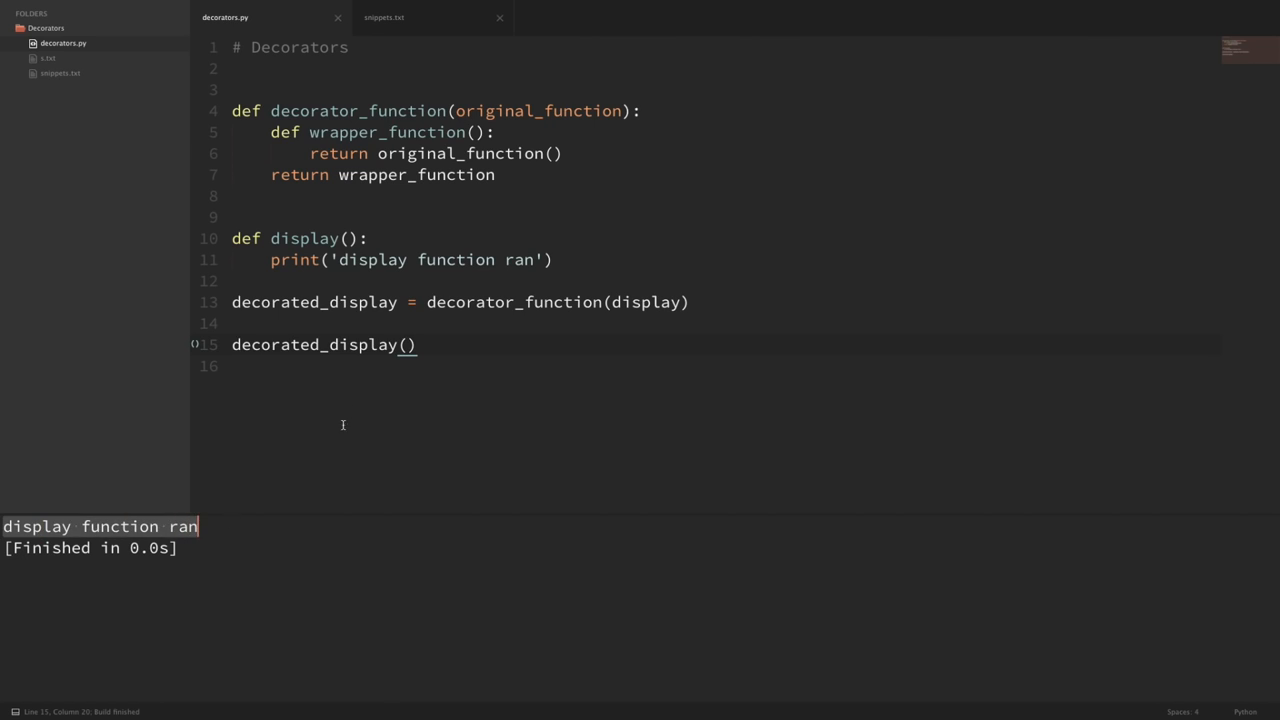 FOLDERS
Decorators
decorators.py
s.txt
snippets.txt
decorators.py
snippets.txt
1 # Decorators
2
3
4 def decorator_function(original_function):
5     def wrapper_function():
6         return original_function()
7     return wrapper_function
8
9
10 def display():
11     print('display function ran')
12
13 decorated_display = decorator_function(display)
14
15 decorated_display()
16
display function ran
[Finished in 0.0s]
Line 15, Column 20; Build finished
Spaces: 4
Python